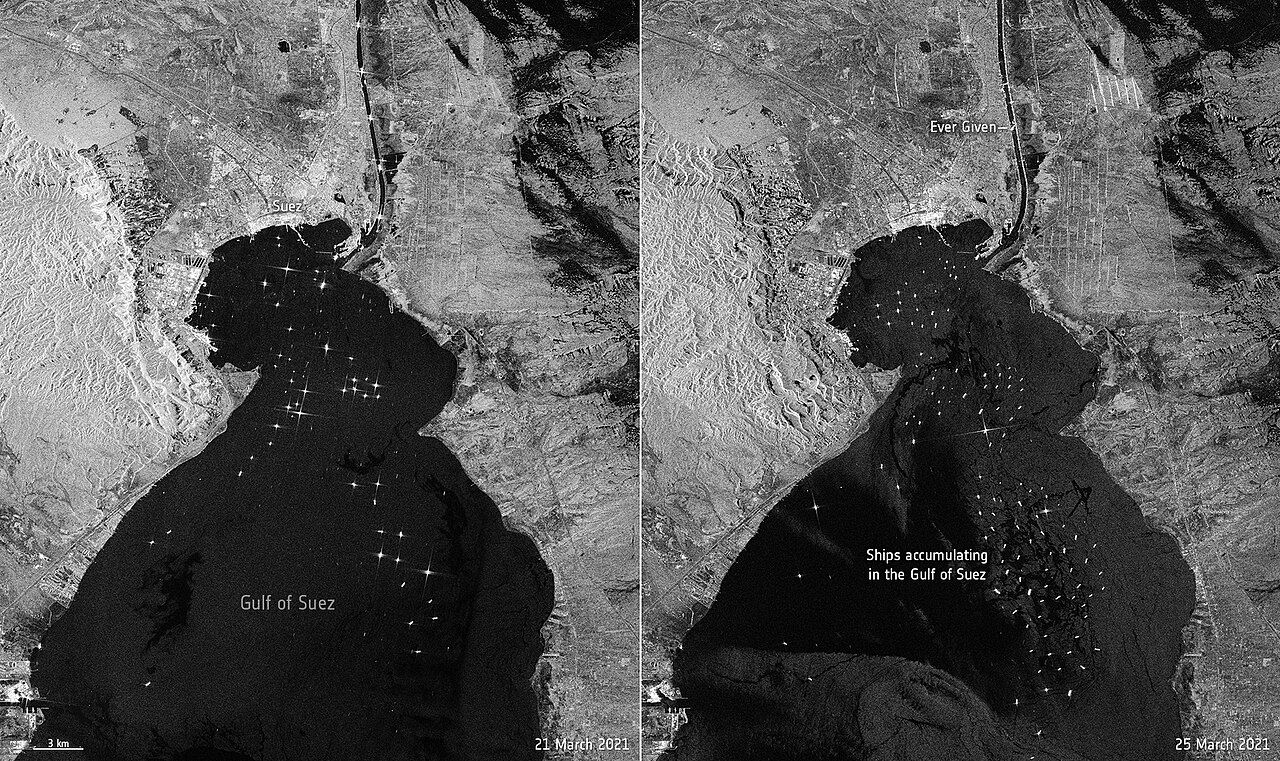 Suez
Gulf of Suez
3 km
21 March 2021
Ever Given
Ships accumulating
in the Gulf of Suez
25 March 2021